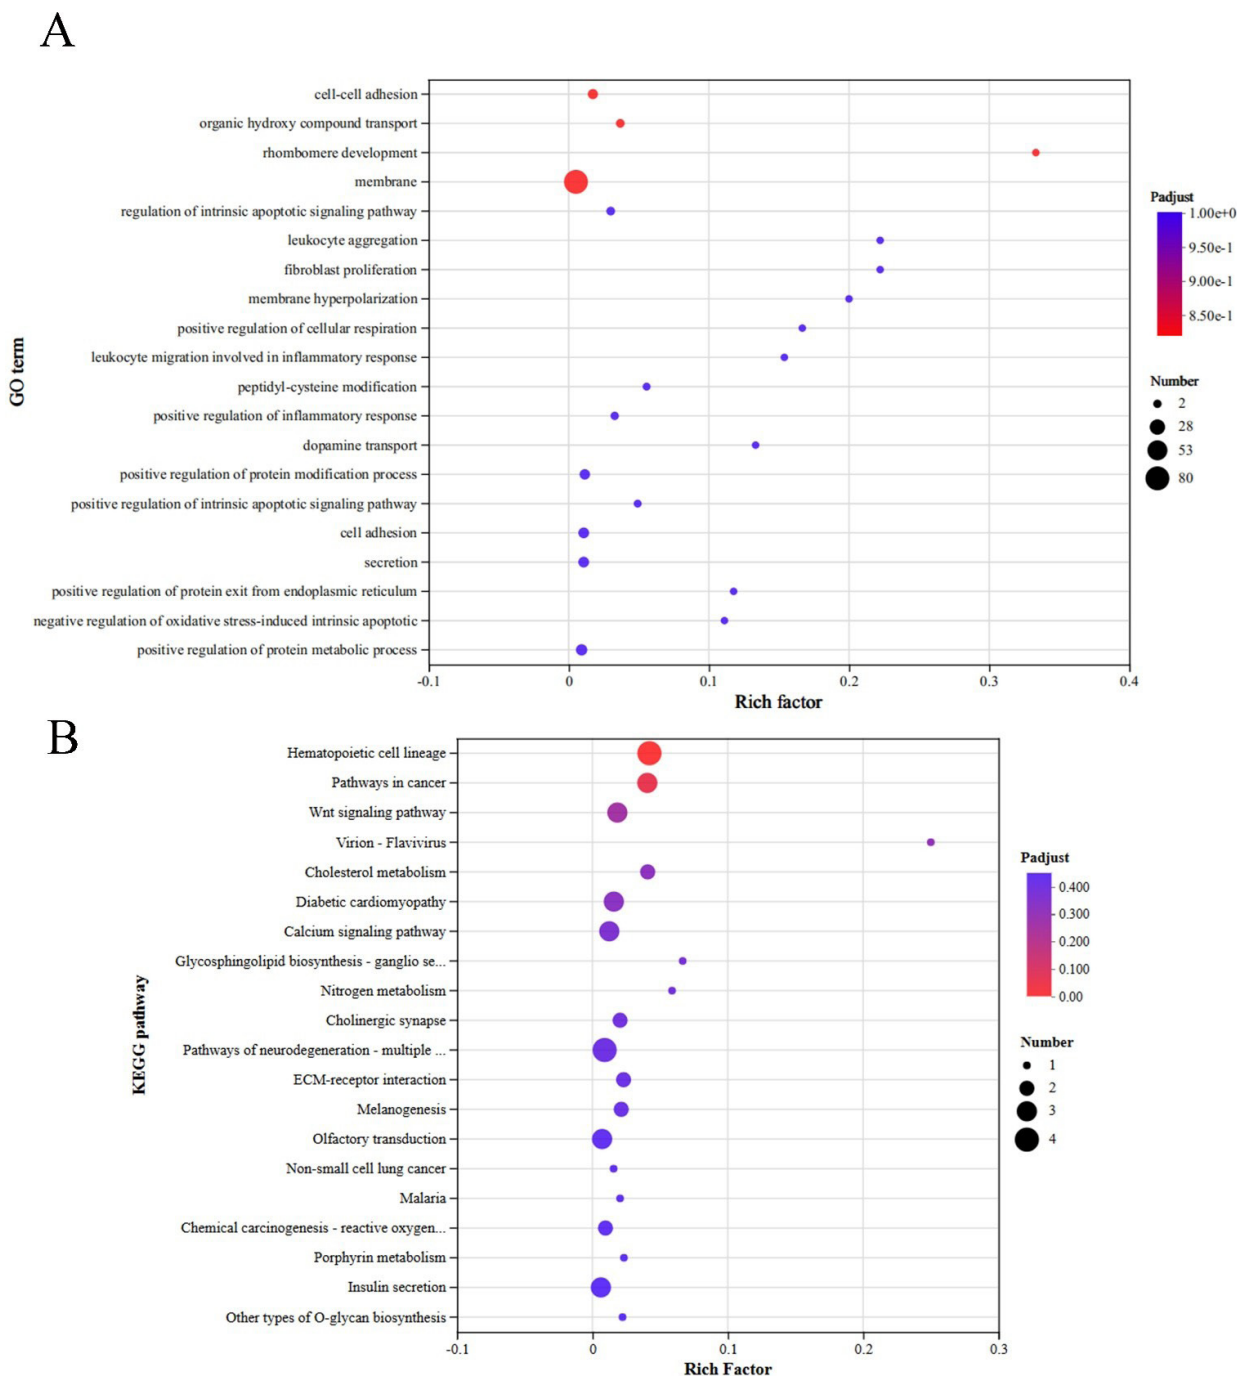 A
cell-cell adhesion
organic hydroxy compound transport
rhombomere development
membrane
regulation of intrinsic apoptotic signaling pathway
leukocyte aggregation
fibroblast proliferation
membrane hyperpolarization
positive regulation of cellular respiration
leukocyte migration involved in inflammatory response
peptidyl-cysteine modification
positive regulation of inflammatory response
dopamine transport
positive regulation of protein modification process
positive regulation of intrinsic apoptotic signaling pathway
cell adhesion
secretion
positive regulation of protein exit from endoplasmic reticulum
negative regulation of oxidative stress-induced intrinsic apoptotic
positive regulation of protein metabolic process
GO term
-0.1 0 0.1 0.2 0.3 0.4
Rich factor
Padjust
1.00e+0
9.50e-1
9.00e-1
8.50e-1
Number
2
28
53
80
B
Hematopoietic cell lineage
Pathways in cancer
Wnt signaling pathway
Virion - Flavivirus
Cholesterol metabolism
Diabetic cardiomyopathy
Calcium signaling pathway
Glycosphingolipid biosynthesis - ganglio se...
Nitrogen metabolism
Cholinergic synapse
Pathways of neurodegeneration - multiple ...
ECM-receptor interaction
Melanogenesis
Olfactory transduction
Non-small cell lung cancer
Malaria
Chemical carcinogenesis - reactive oxygen...
Porphyrin metabolism
Insulin secretion
Other types of O-glycan biosynthesis
KEGG pathway
-0.1 0 0.1 0.2 0.3
Rich Factor
Padjust
0.400
0.300
0.200
0.100
0.00
Number
1
2
3
4